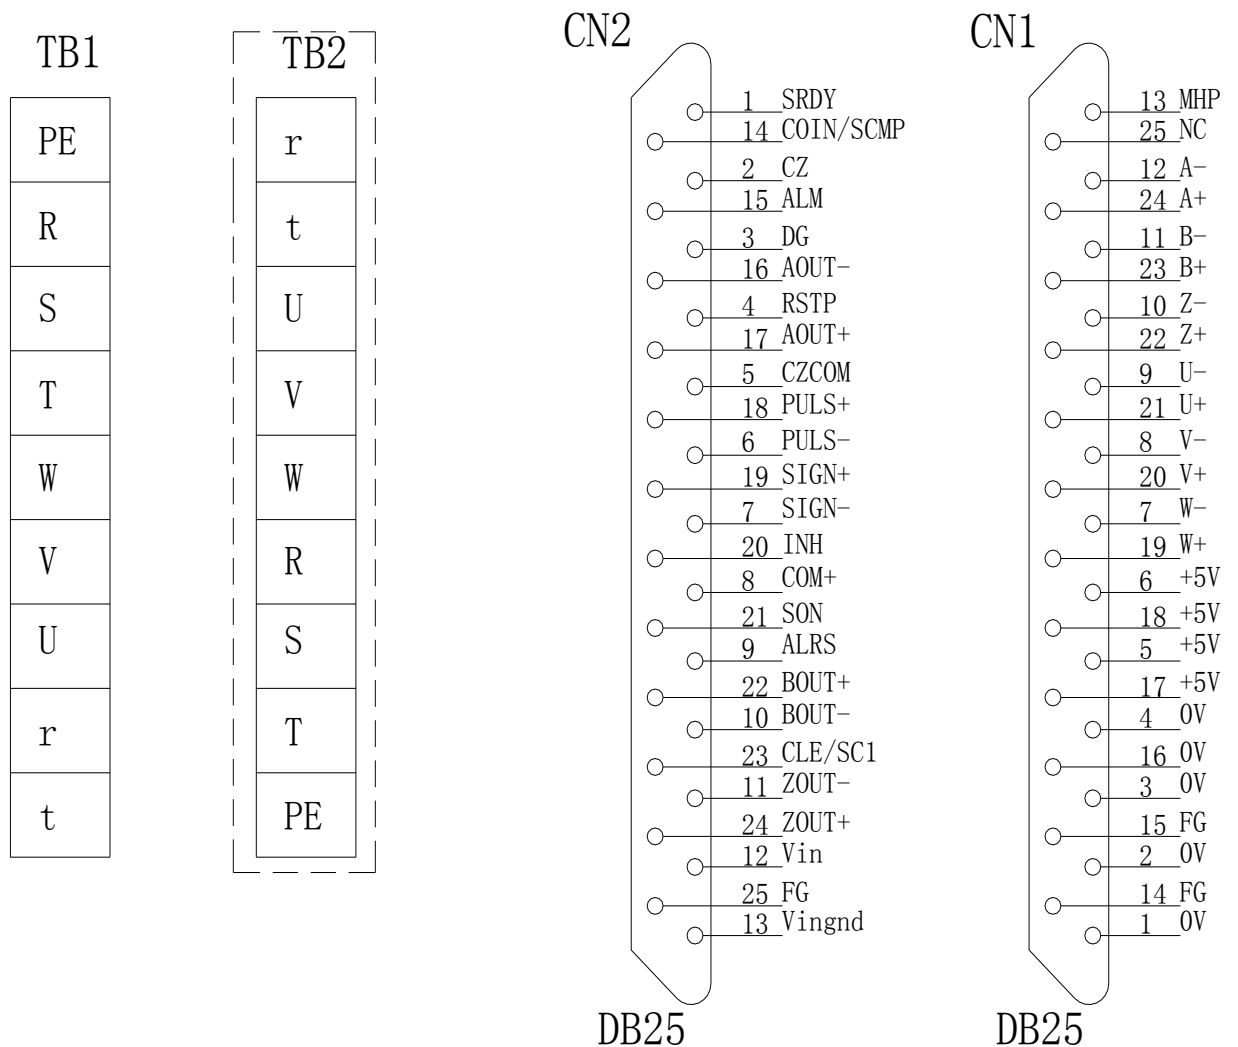 TB1
PE
R
S
T
W
V
U
r
t
TB2
r
t
U
V
W
R
S
T
PE
CN2
1 SRDY
14 COIN/SCMP
2 CZ
15 ALM
3 DG
16 AOUT-
4 RSTP
17 AOUT+
5 CZCOM
18 PULS+
6 PULS-
19 SIGN+
7 SIGN-
20 INH
8 COM+
21 SON
9 ALRS
22 BOUT+
10 BOUT-
23 CLE/SC1
11 ZOUT-
24 ZOUT+
12 Vin
25 FG
13 Vingnd
DB25
CN1
13 MHP
25 NC
12 A-
24 A+
11 B-
23 B+
10 Z-
22 Z+
9 U-
21 U+
8 V-
20 V+
7 W-
19 W+
6 +5V
18 +5V
5 +5V
17 +5V
4 0V
16 0V
3 0V
15 FG
2 0V
14 FG
1 0V
DB25